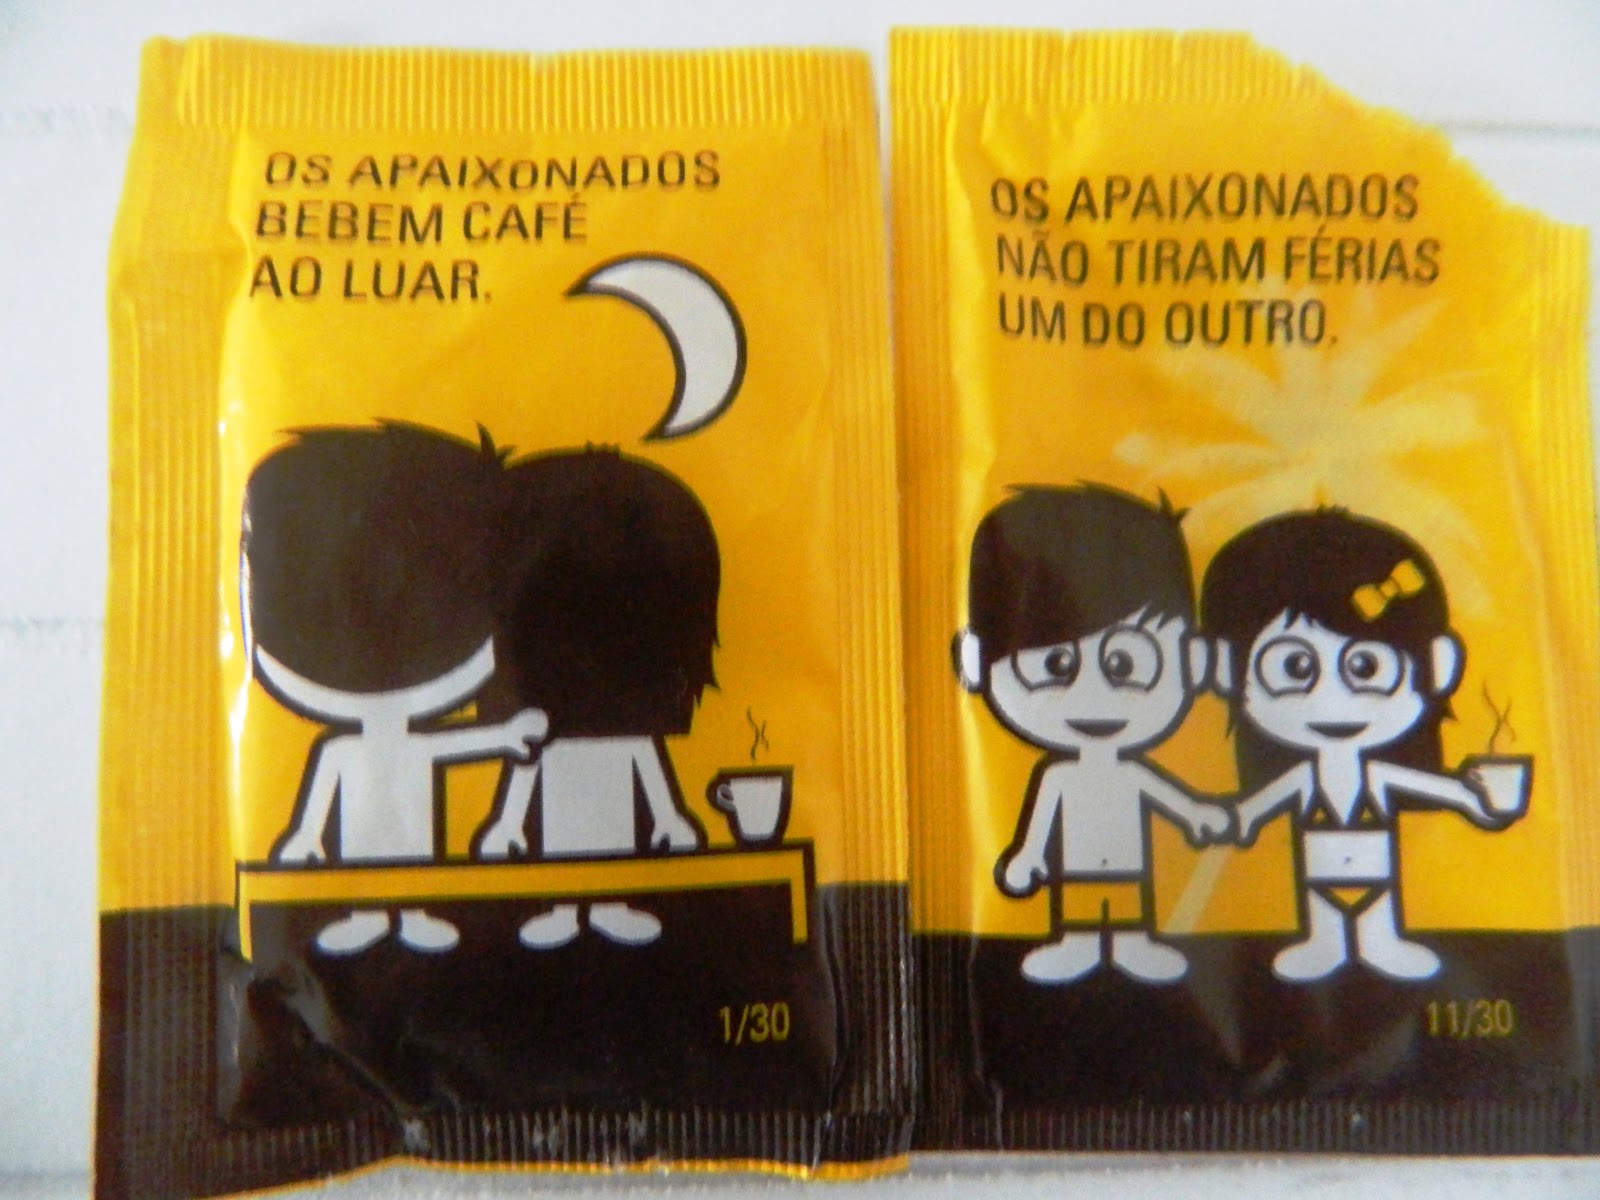 OS APAIXONADOS
BEBEM CAFÉ
AO LUAR.
1/30
OS APAIXONADOS
NÃO TIRAM FÉRIAS
UM DO OUTRO.
11/30